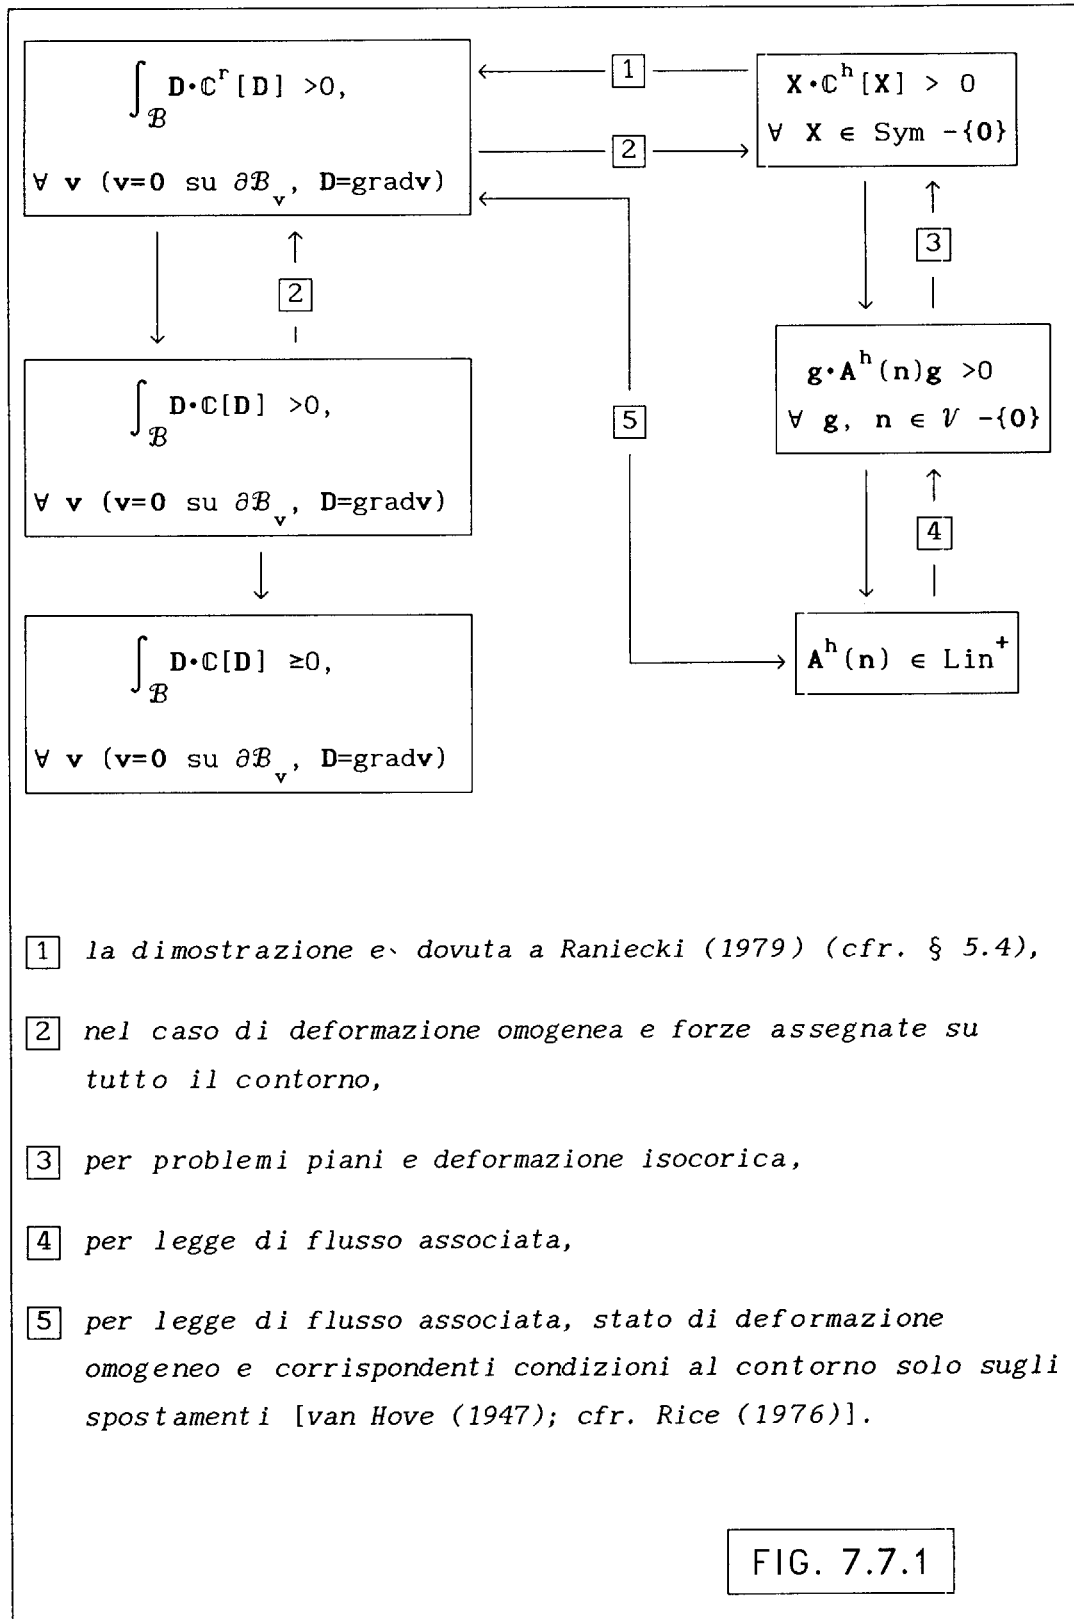 ∫_ℬ D·ℂ^r[D] >0,
∀ v (v=0 su ∂ℬ_v, D=gradv)
1
2
X·ℂ^h[X] > 0
∀ X ∈ Sym -{0}
2
3
∫_ℬ D·ℂ[D] >0,
∀ v (v=0 su ∂ℬ_v, D=gradv)
5
g·A^h(n)g >0
∀ g, n ∈ 𝒱 -{0}
4
∫_ℬ D·ℂ[D] ≥0,
∀ v (v=0 su ∂ℬ_v, D=gradv)
A^h(n) ∈ Lin^+
1 la dimostrazione e` dovuta a Raniecki (1979) (cfr. § 5.4),
2 nel caso di deformazione omogenea e forze assegnate su
tutto il contorno,
3 per problemi piani e deformazione isocorica,
4 per legge di flusso associata,
5 per legge di flusso associata, stato di deformazione
omogeneo e corrispondenti condizioni al contorno solo sugli
spostamenti [van Hove (1947); cfr. Rice (1976)].
FIG. 7.7.1